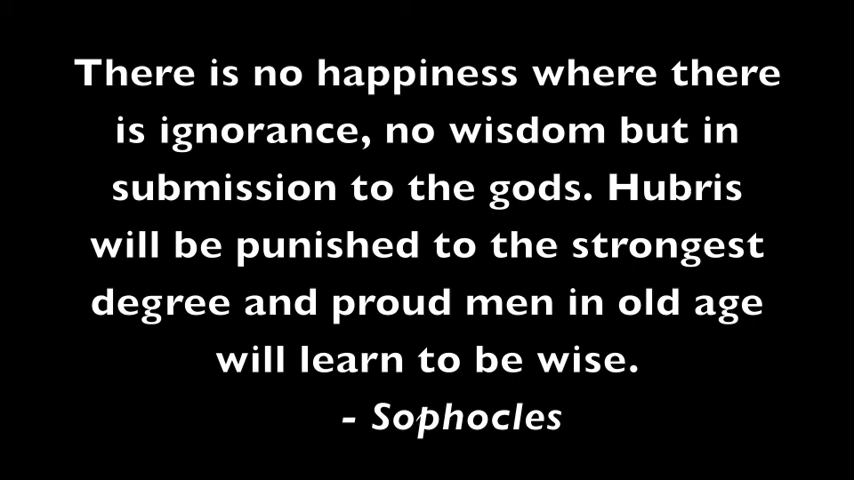 There is no happiness where there
is ignorance, no wisdom but in
submission to the gods. Hubris
will be punished to the strongest
degree and proud men in old age
will learn to be wise.
- Sophocles